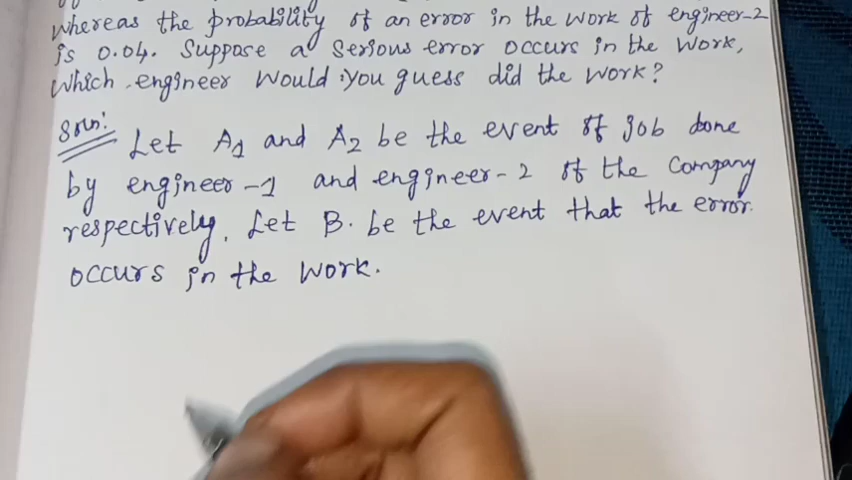 whereas the probability of an error in the work of engineer-2
is 0.04. Suppose a serious error occurs in the work,
which engineer would you guess did the work?
Soln:
Let A1 and A2 be the event of job done
by engineer-1 and engineer-2 of the company
respectively. Let B. be the event that the error
occurs in the work.